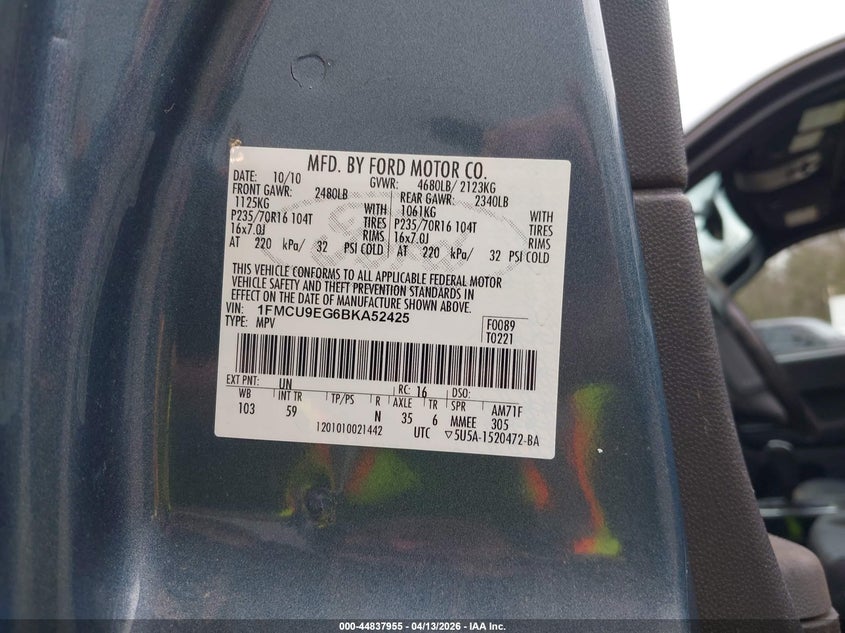 MFD. BY FORD MOTOR CO.
DATE: 10/10 GVWR: 4680LB/ 2123KG
FRONT GAWR: 2480LB REAR GAWR: 2340LB
1125KG WITH 1061KG WITH
P235/70R16 104T TIRES P235/70R16 104T TIRES
16x7.0J RIMS 16x7.0J RIMS
AT 220 kPa/ 32 PSI COLD AT 220 kPa/ 32 PSI COLD
THIS VEHICLE CONFORMS TO ALL APPLICABLE FEDERAL MOTOR
VEHICLE SAFETY AND THEFT PREVENTION STANDARDS IN
EFFECT ON THE DATE OF MANUFACTURE SHOWN ABOVE.
VIN: 1FMCU9EG6BKA52425 F0089
TYPE: MPV T0221
EXT PNT: UN RC: 16 DSO:
WB INT TR TP/PS R AXLE TR SPR AM71F
103 59 N 35 6 MMEE 305
1201010021442 UTC ▽5U5A-1520472-BA
000-44837955 | 04/13/2026 | IAA Inc.